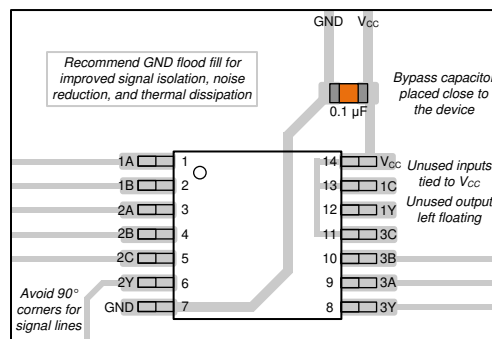 GND VCC
Recommend GND flood fill for
improved signal isolation, noise
reduction, and thermal dissipation
Bypass capacitor
placed close to
the device
0.1 µF
1A 1 14 VCC
1B 2 13 1C
2A 3 12 1Y
2B 4 11 3C
2C 5 10 3B
2Y 6 9 3A
GND 7 8 3Y
Unused inputs
tied to VCC
Unused output
left floating
Avoid 90°
corners for
signal lines